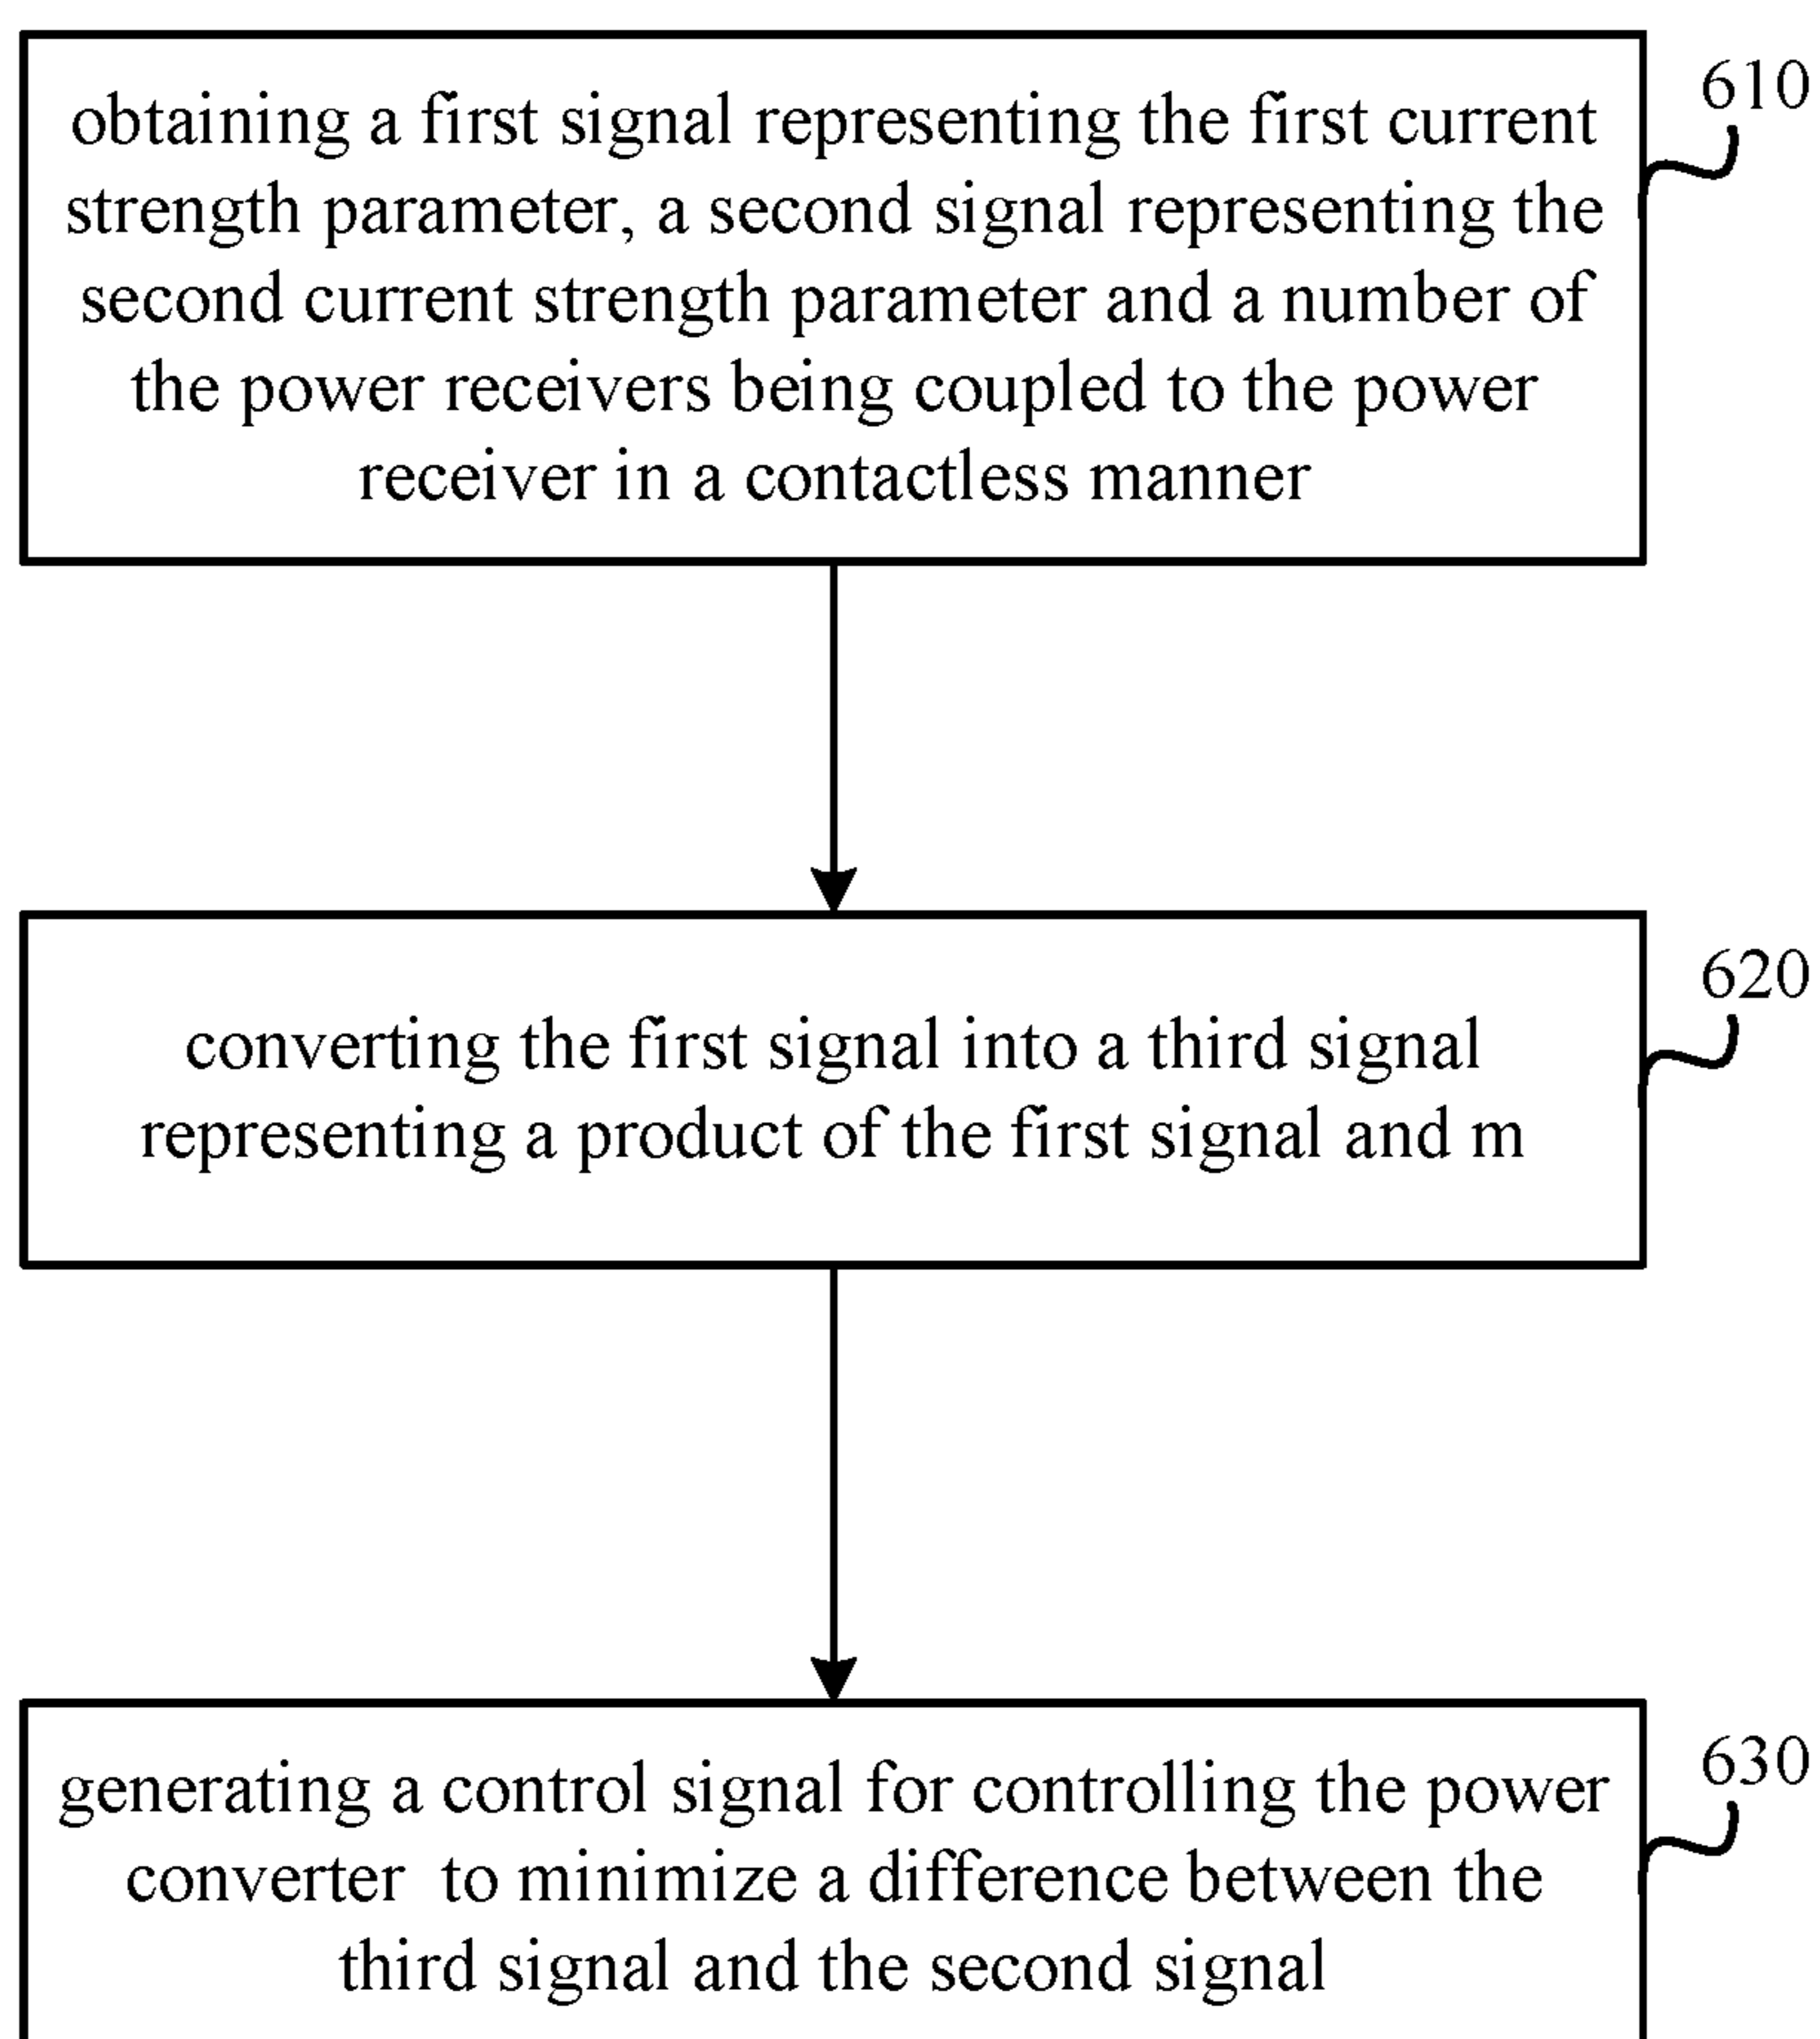 obtaining a first signal representing the first current
strength parameter, a second signal representing the
second current strength parameter and a number of
the power receivers being coupled to the power
receiver in a contactless manner
610
converting the first signal into a third signal
representing a product of the first signal and m
620
generating a control signal for controlling the power
converter to minimize a difference between the
third signal and the second signal
630